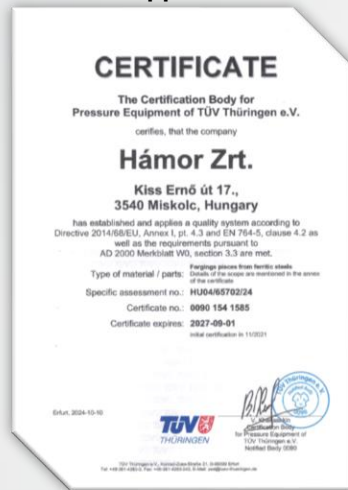 CERTIFICATE
The Certification Body for
Pressure Equipment of TÜV Thüringen e.V.
certifies, that the company
Hámor Zrt.
Kiss Ernő út 17.,
3540 Miskolc, Hungary
has established and applies a quality system according to
Directive 2014/68/EU, Annex I, pt. 4.3 and EN 764-5, clause 4.2 as
well as the requirements pursuant to
AD 2000 Merkblatt W0, section 3.3 are met.
Type of material / parts: Forgings pieces from ferritic steels
Details of the scope are mentioned in the annex
of the certificate
Specific assessment no.: HU04/65702/24
Certificate no.: 0090 154 1585
Certificate expires: 2027-09-01
initial certification in 11/2021
Erfurt, 2024-10-10
TÜV
THÜRINGEN
Certification Body
for Pressure Equipment of
TÜV Thüringen e.V.
Notified Body 0090